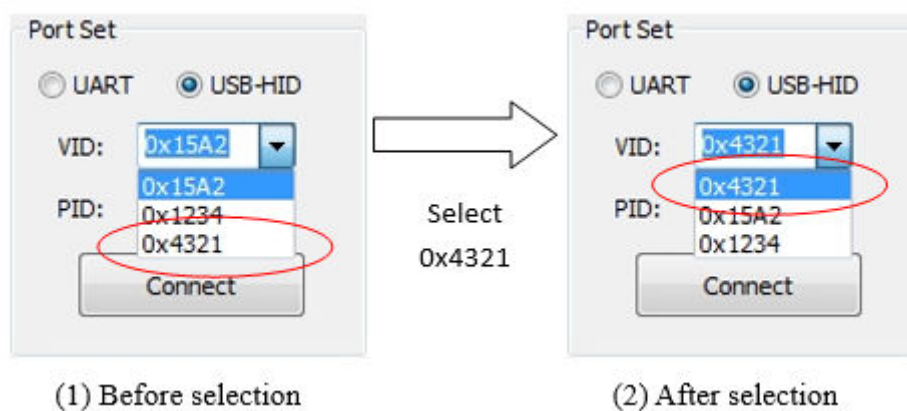 Port Set
UART USB-HID
VID: 0x15A2
0x15A2
PID: 0x1234
0x4321
Connect
(1) Before selection
Select
0x4321
Port Set
UART USB-HID
VID: 0x4321
0x4321
PID: 0x15A2
0x1234
Connect
(2) After selection